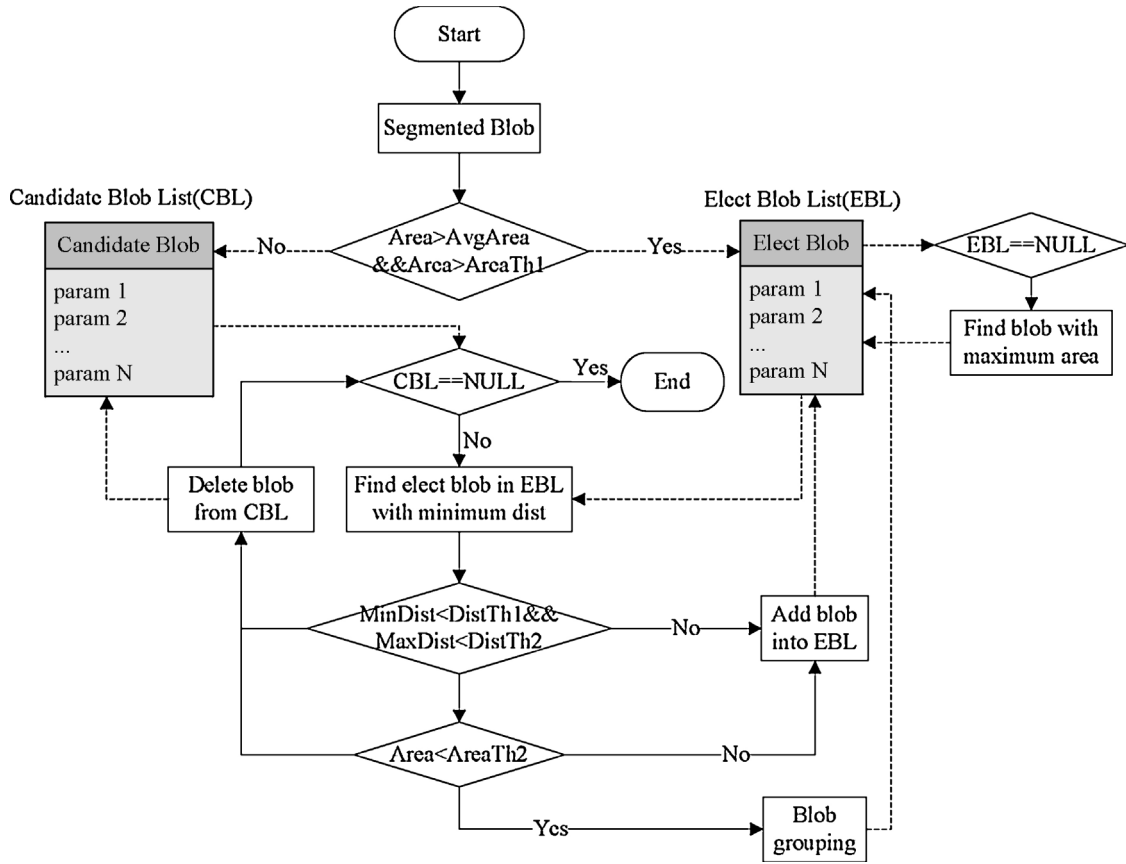 Start
Segmented Blob
Candidate Blob List(CBL)
Elect Blob List(EBL)
Candidate Blob
No
Area>AvgArea
&&Area>AreaTh1
Yes
Elect Blob
EBL==NULL
param 1
param 2
...
param N
param 1
param 2
...
param N
Find blob with
maximum area
CBL==NULL
Yes
End
No
Delete blob
from CBL
Find elect blob in EBL
with minimum dist
MinDist<DistTh1&&
MaxDist<DistTh2
No
Add blob
into EBL
Area<AreaTh2
No
Yes
Blob
grouping